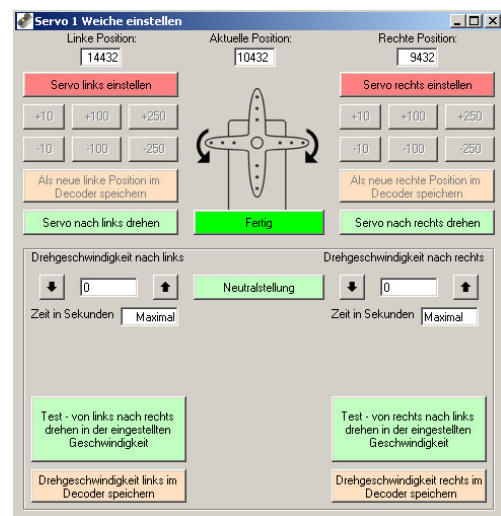 Servo 1 Weiche einstellen
Linke Position:
Aktuelle Position:
Rechte Position:
14432
10432
9432
Servo links einstellen
Servo rechts einstellen
+10
+100
+250
+10
+100
+250
-10
-100
-250
-10
-100
-250
Als neue linke Position im
Decoder speichern
Als neue rechte Position im
Decoder speichern
Servo nach links drehen
Fertig
Servo nach rechts drehen
Drehgeschwindigkeit nach links
Drehgeschwindigkeit nach rechts
0
Neutralstellung
0
Zeit in Sekunden
Maximal
Zeit in Sekunden
Maximal
Test - von links nach rechts
drehen in der eingestellten
Geschwindigkeit
Test - von rechts nach links
drehen in der eingestellten
Geschwindigkeit
Drehgeschwindigkeit links im
Decoder speichern
Drehgeschwindigkeit rechts im
Decoder speichern